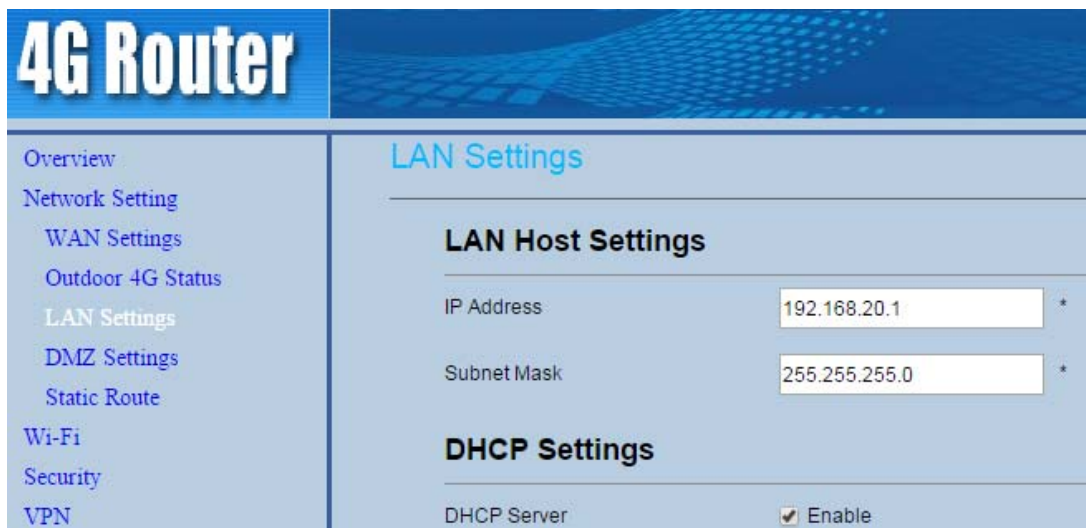 4G Router
Overview
Network Setting
WAN Settings
Outdoor 4G Status
LAN Settings
DMZ Settings
Static Route
Wi-Fi
Security
VPN
LAN Settings
LAN Host Settings
IP Address 192.168.20.1 *
Subnet Mask 255.255.255.0 *
DHCP Settings
DHCP Server Enable